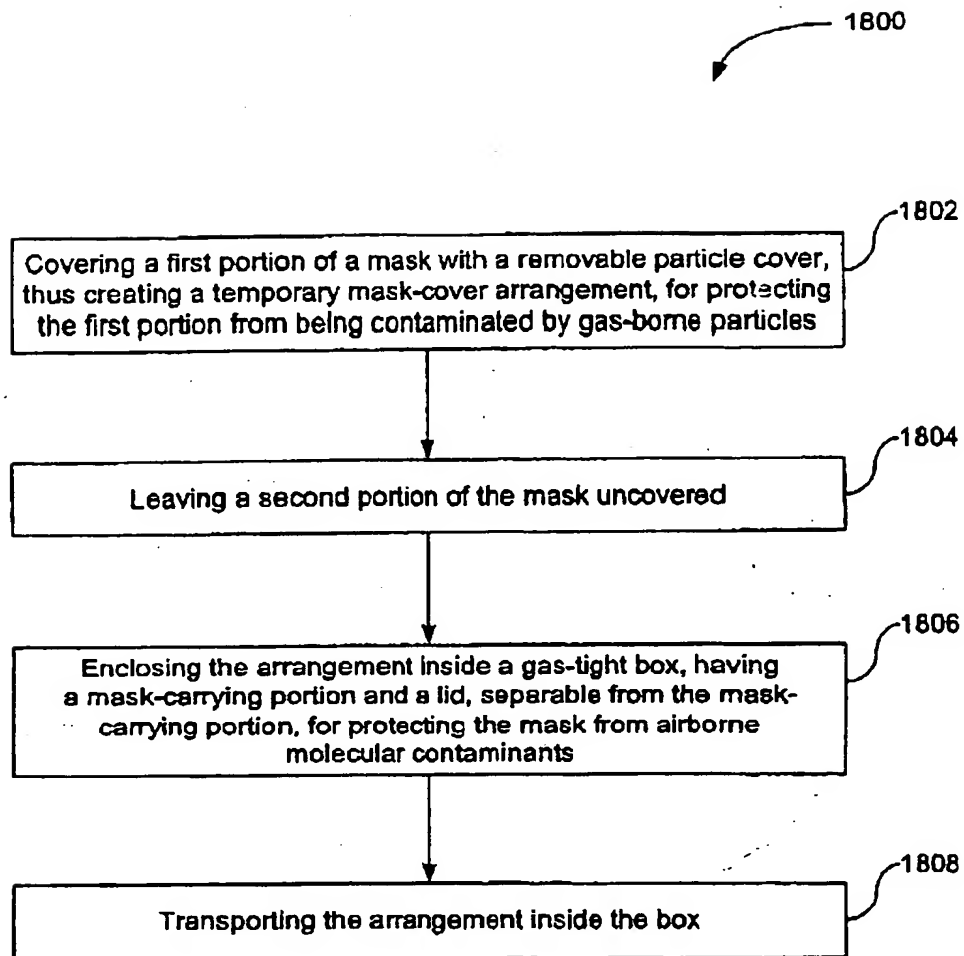 1800
1802
Covering a first portion of a mask with a removable particle cover,
thus creating a temporary mask-cover arrangement, for protecting
the first portion from being contaminated by gas-borne particles
1804
Leaving a second portion of the mask uncovered
1806
Enclosing the arrangement inside a gas-tight box, having
a mask-carrying portion and a lid, separable from the mask-
carrying portion, for protecting the mask from airborne
molecular contaminants
1808
Transporting the arrangement inside the box